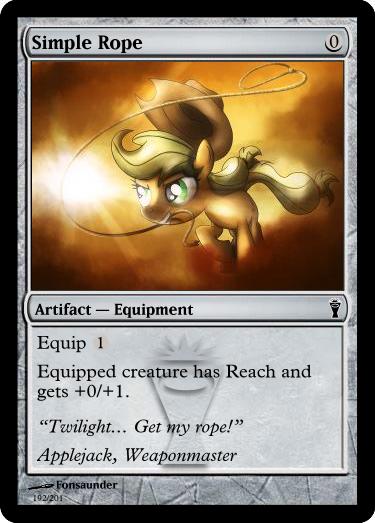 Simple Rope 0
Artifact — Equipment
Equip 1
Equipped creature has Reach and
gets +0/+1.
“Twilight... Get my rope!”
Applejack, Weaponmaster
Fonsaunder
192/201